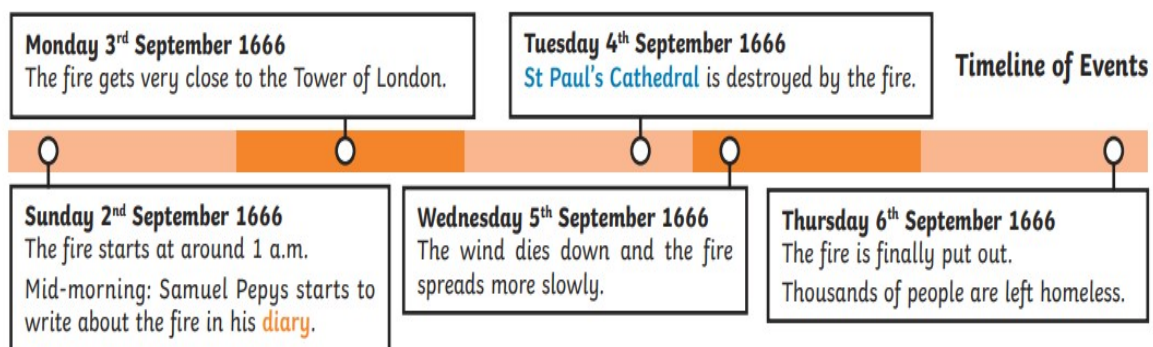 Timeline of Events
Sunday 2nd September 1666
The fire starts at around 1 a.m.
Mid-morning: Samuel Pepys starts to
write about the fire in his diary.
Monday 3rd September 1666
The fire gets very close to the Tower of London.
Tuesday 4th September 1666
St Paul's Cathedral is destroyed by the fire.
Wednesday 5th September 1666
The wind dies down and the fire
spreads more slowly.
Thursday 6th September 1666
The fire is finally put out.
Thousands of people are left homeless.